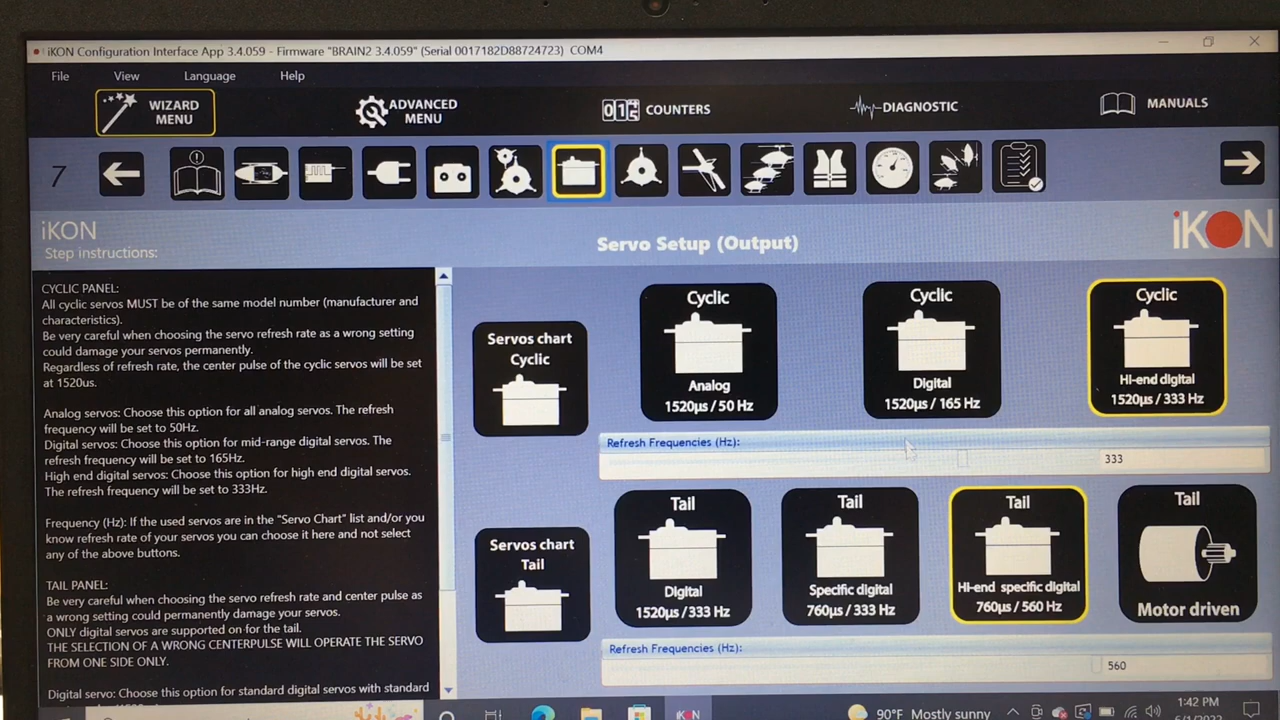 iKON Configuration Interface App 3.4.059 - Firmware "BRAIN2 3.4.059" (Serial 0017182D88724723) COM4
File View Language Help
WIZARD MENU
ADVANCED MENU
COUNTERS
DIAGNOSTIC
MANUALS
7
iKON
Step instructions:
Servo Setup (Output)
iKON
CYCLIC PANEL:
All cyclic servos MUST be of the same model number (manufacturer and
characteristics).
Be very careful when choosing the servo refresh rate as a wrong setting
could damage your servos permanently.
Regardless of refresh rate, the center pulse of the cyclic servos will be set
at 1520us.
Analog servos: Choose this option for all analog servos. The refresh
frequency will be set to 50Hz.
Digital servos: Choose this option for mid-range digital servos. The
refresh frequency will be set to 165Hz.
High end digital servos: Choose this option for high end digital servos.
The refresh frequency will be set to 333Hz.
Frequency (Hz): If the used servos are in the "Servo Chart" list and/or you
know refresh rate of your servos you can choose it here and not select
any of the above buttons.
TAIL PANEL:
Be very careful when choosing the servo refresh rate and center pulse as
a wrong setting could permanently damage your servos.
ONLY digital servos are supported on for the tail.
THE SELECTION OF A WRONG CENTERPULSE WILL OPERATE THE SERVO
FROM ONE SIDE ONLY.
Digital servo: Choose this option for standard digital servos with standard
Servos chart
Cyclic
Cyclic
Analog
1520µs / 50 Hz
Cyclic
Digital
1520µs / 165 Hz
Cyclic
Hi-end digital
1520µs / 333 Hz
Refresh Frequencies (Hz):
333
Servos chart
Tail
Tail
Digital
1520µs / 333 Hz
Tail
Specific digital
760µs / 333 Hz
Tail
Hi-end specific digital
760µs / 560 Hz
Tail
Motor driven
Refresh Frequencies (Hz):
560
iKON
90°F Mostly sunny
1:42 PM